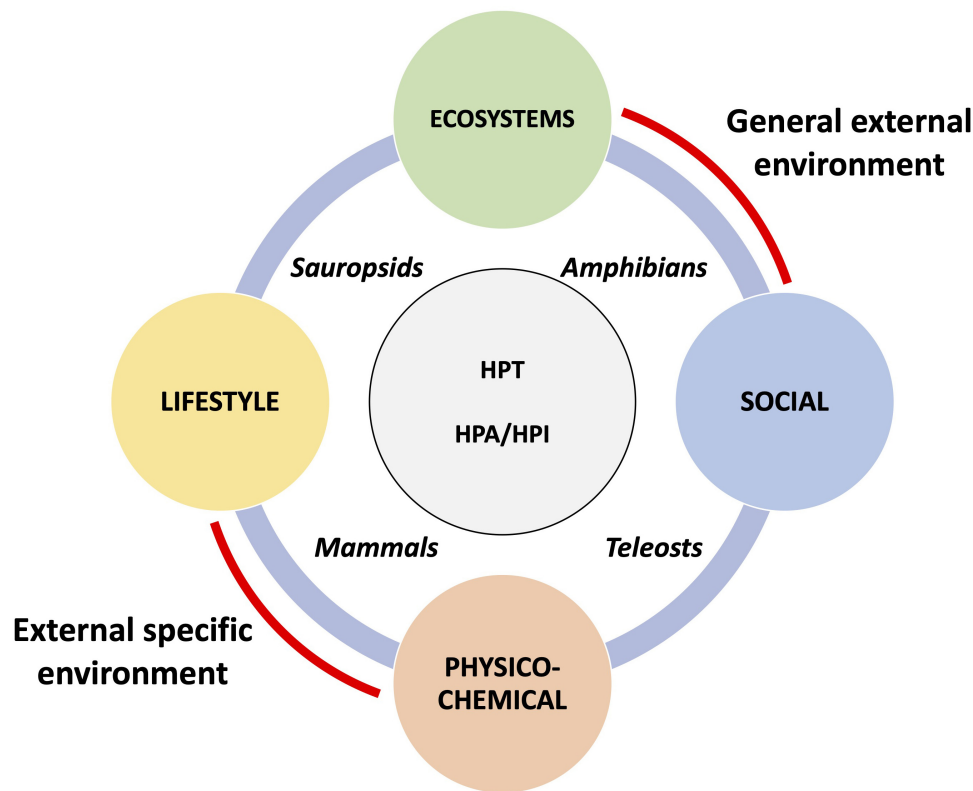 ECOSYSTEMS
General external
environment
Sauropsids
Amphibians
HPT
LIFESTYLE
SOCIAL
HPA/HPI
Mammals
Teleosts
External specific
environment
PHYSICO-
CHEMICAL